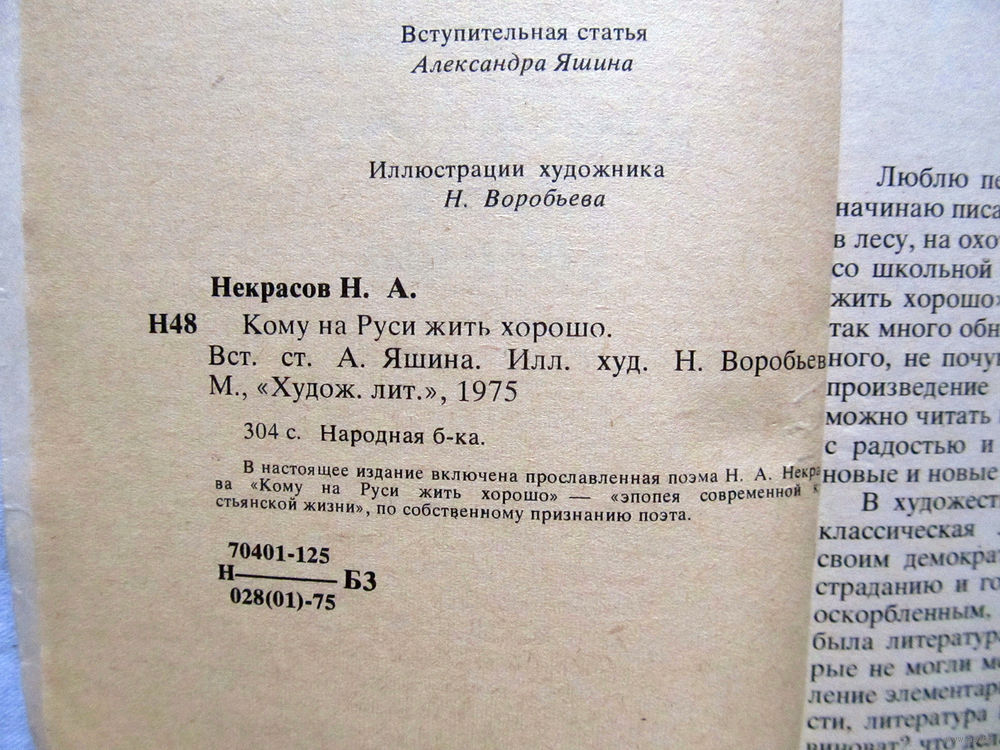 Вступительная статья
Александра Яшина
Иллюстрации художника
Н. Воробьева
Некрасов Н. А.
Н48 Кому на Руси жить хорошо.
Вст. ст. А. Яшина. Илл. худ. Н. Воробьев
М., «Худож. лит.», 1975
304 с. Народная б-ка.
В настоящее издание включена прославленная поэма Н. А. Некра
ва «Кому на Руси жить хорошо» — «эпопея современной к
стьянской жизни», по собственному признанию поэта.
70401-125
Н——— БЗ
028(01)-75
Люблю пе
начинаю писа
в лесу, на охо
со школьной
жить хорошо»
так много обн
ного, не почу
произведение
можно читать
с радостью и
новые и новые
В художест
классическая
своим демокра
страданию и го
оскорбленным.
была литература
рые не могли м
ление элементар
сти, литература
виноват? что дел